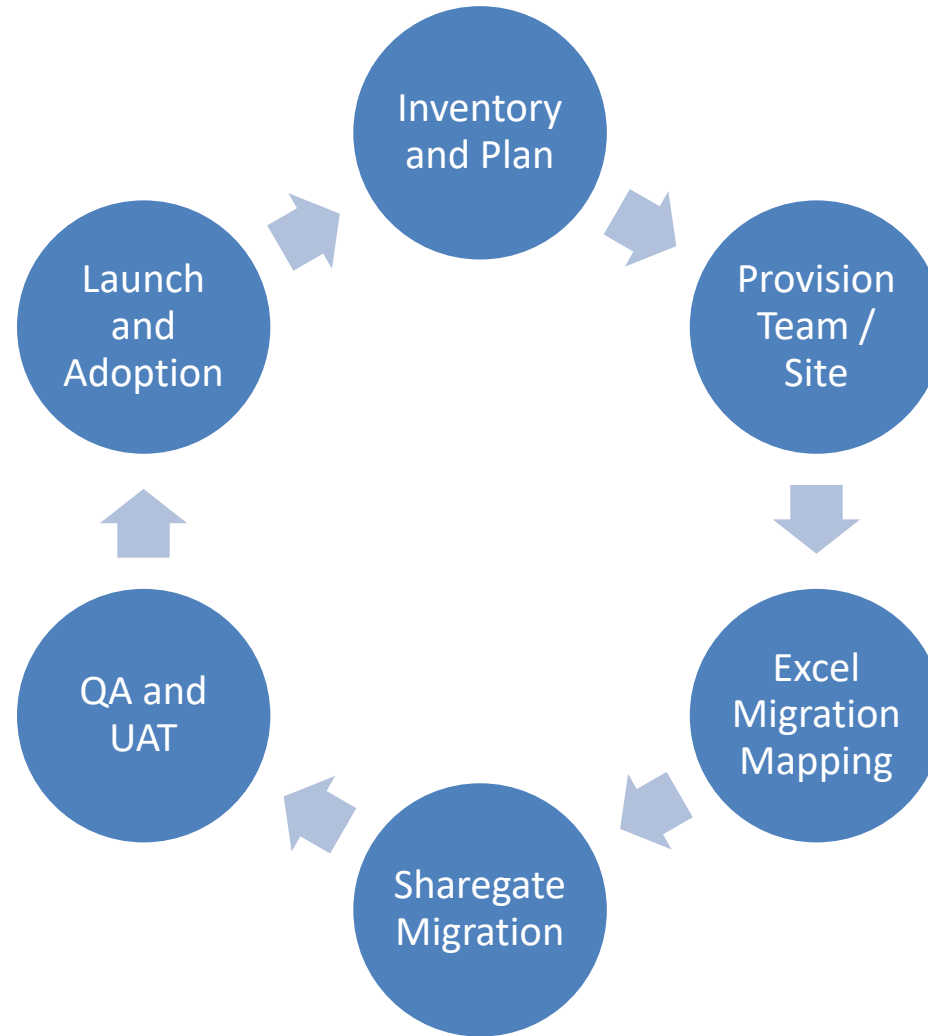 Inventory
and Plan
Provision
Team /
Site
Excel
Migration
Mapping
Sharegate
Migration
QA and
UAT
Launch
and
Adoption